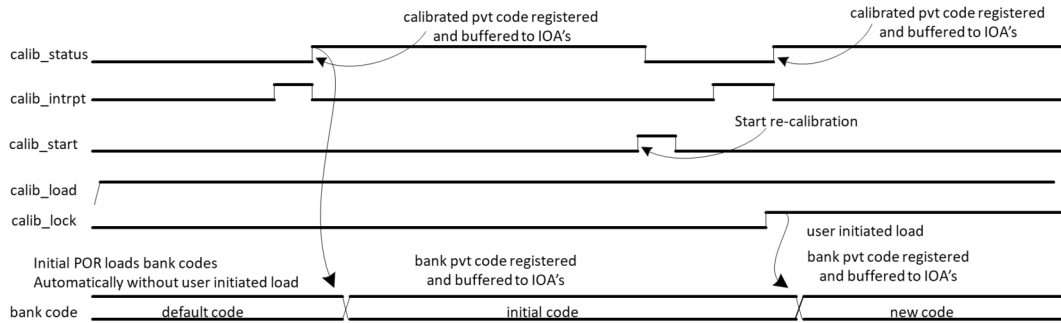 calibrated pvt code registered
and buffered to IOA's
calibrated pvt code registered
and buffered to IOA's
calib_status
calib_intrpt
Start re-calibration
calib_start
calib_load
calib_lock
user initiated load
Initial POR loads bank codes
Automatically without user initiated load
bank pvt code registered
and buffered to IOA's
bank pvt code registered
and buffered to IOA's
bank code
default code
initial code
new code